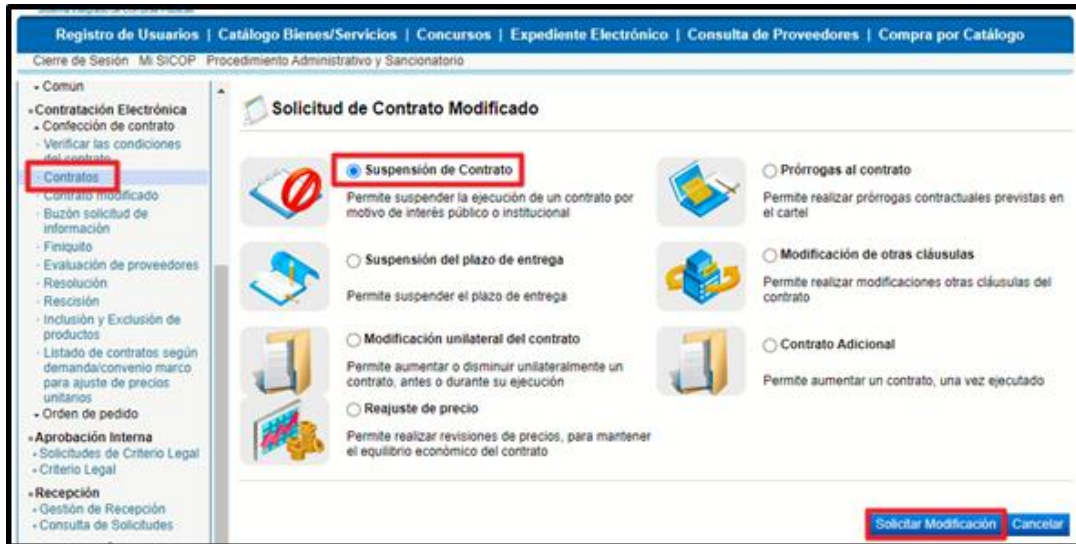 Registro de Usuarios | Catálogo Bienes/Servicios | Concursos | Expediente Electrónico | Consulta de Proveedores | Compra por Catálogo
Cierre de Sesión Mi SICOP Procedimiento Administrativo y Sancionatorio
Comun
Contratación Electrónica
Confección de contrato
Verificar las condiciones
del contrato
Contratos
Contrato modificado
Buzón solicitud de
información
Finiquito
Evaluación de proveedores
Resolución
Rescisión
Inclusión y Exclusión de
productos
Listado de contratos según
demanda/convenio marco
para ajuste de precios
unitarios
Orden de pedido
Aprobación Interna
Solicitudes de Criterio Legal
Criterio Legal
Recepción
Gestión de Recepción
Consulta de Solicitudes
Solicitud de Contrato Modificado
Suspensión de Contrato
Permite suspender la ejecución de un contrato por
motivo de interés público o institucional
Prórrogas al contrato
Permite realizar prórrogas contractuales previstas en
el cartel
Suspensión del plazo de entrega
Permite suspender el plazo de entrega
Modificación de otras cláusulas
Permite realizar modificaciones otras cláusulas del
contrato
Modificación unilateral del contrato
Permite aumentar o disminuir unilateralmente un
contrato, antes o durante su ejecución
Contrato Adicional
Permite aumentar un contrato, una vez ejecutado
Reajuste de precio
Permite realizar revisiones de precios, para mantener
el equilibrio económico del contrato
Solicitar Modificación Cancelar